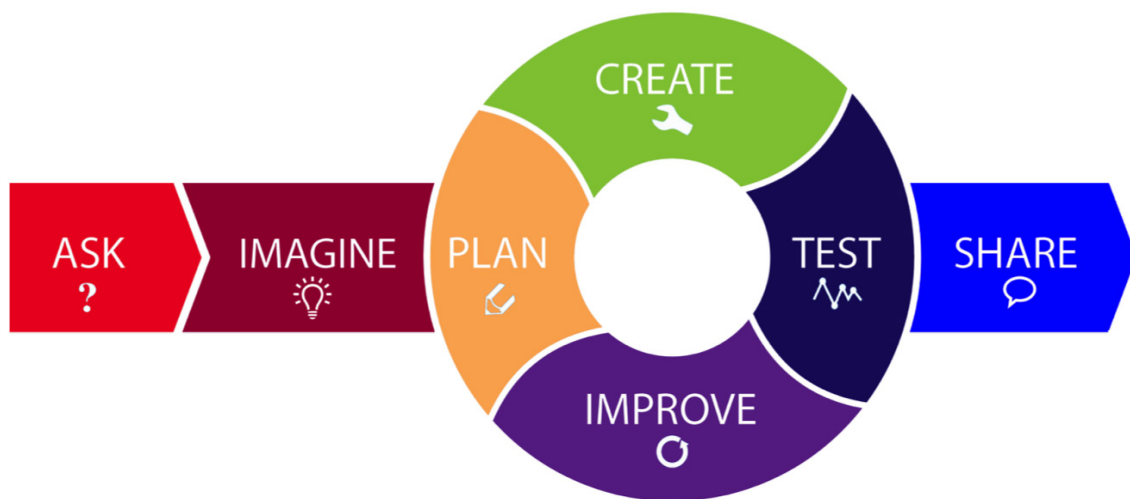 ASK
?
IMAGINE
PLAN
CREATE
TEST
IMPROVE
SHARE